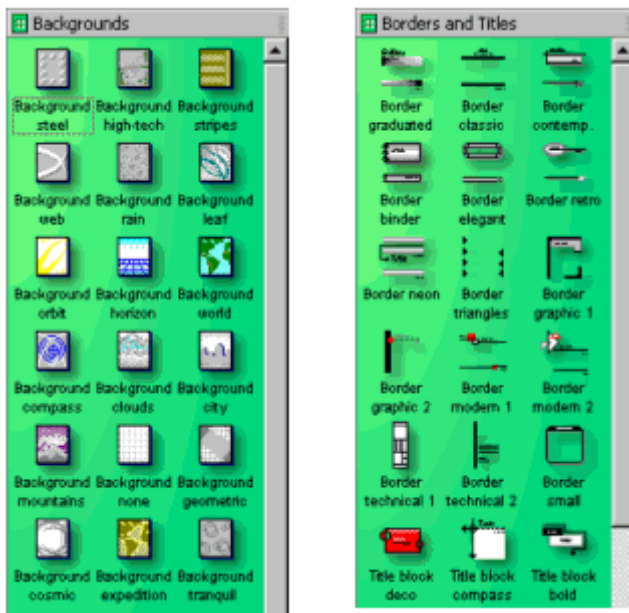 Backgrounds
Background Background Background
steel high-tech stripes
Background Background Background
web rain leaf
Background Background Background
orbit horizon world
Background Background Background
compass clouds city
Background Background Background
mountains none geometric
Background Background Background
cosmic expedition tranquil
Borders and Titles
Border Border Border
graduated classic contemp.
Border Border Border retro
binder elegant
Border neon Border Border
triangles graphic 1
Border Border Border
graphic 2 modern 1 modern 2
Border Border Border
technical 1 technical 2 small
Title block Title block Title block
deco compass bold